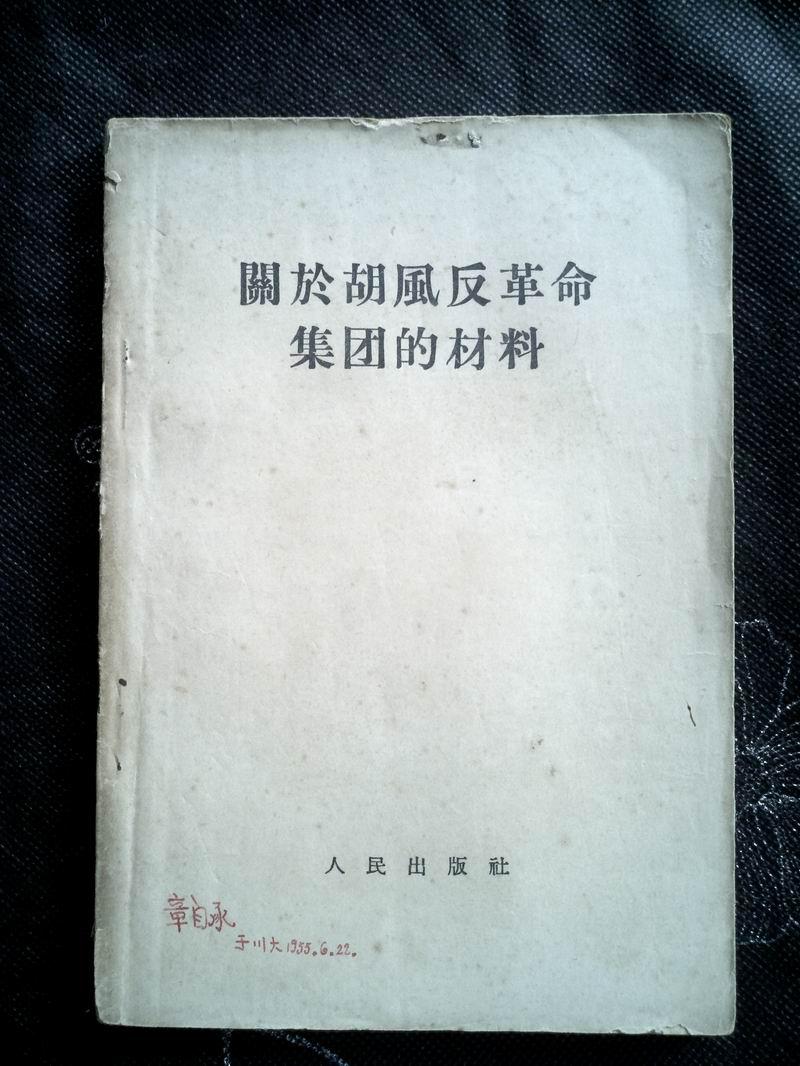 關於胡風反革命
集团的材料
人民出版社
章自承
于川大1955.6.22.